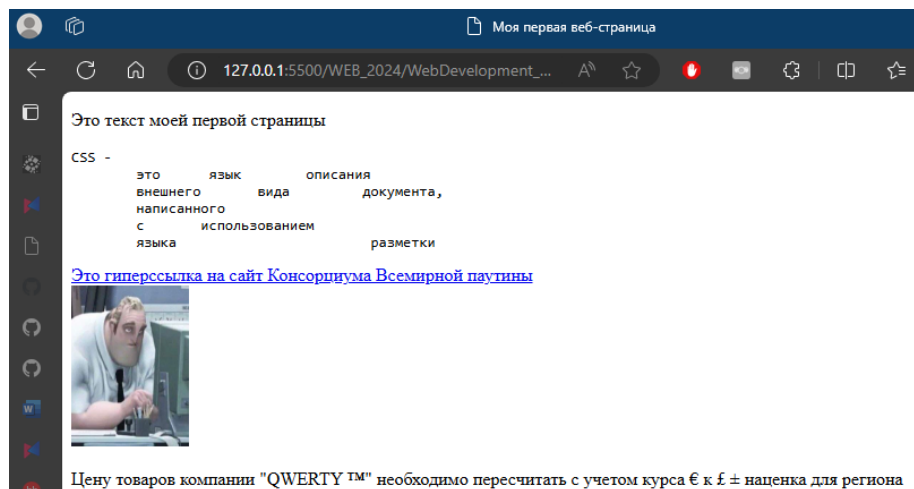 Моя первая веб-страница
127.0.0.1:5500/WEB_2024/WebDevelopment_...
Это текст моей первой страницы
CSS -
это язык описания
внешнего вида документа,
написанного
с использованием
языка разметки
Это гиперссылка на сайт Консорциума Всемирной паутины
Цену товаров компании "QWERTY ™" необходимо пересчитать с учетом курса € к £ ± наценка для региона